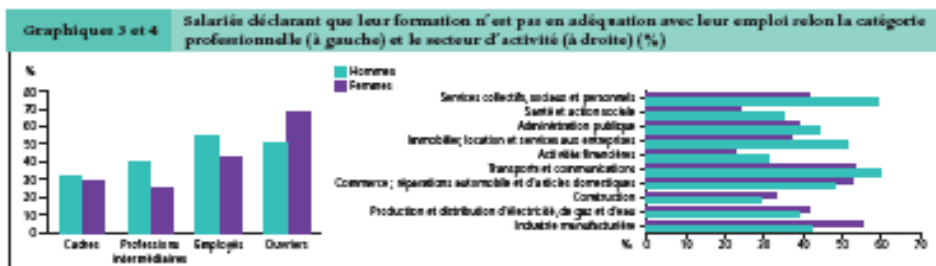 Graphiques 3 et 4
Salariés déclarant que leur formation n'est pas en adéquation avec leur emploi relon la catégorie
professionnelle (à gauche) et le secteur d'activité (à droite) (%)
%
80
70
60
50
40
30
20
10
0
Cadres
Professions
intermédiaires
Employés
Ouvriers
Hommes
Femmes
Services collectifs, sociaux et personnels
Santé et action sociale
Administration publique
Immobilier, location et services aux entreprises
Activités financières
Transports et communications
Commerce ; réparations automobile et d'articles domestiques
Construction
Production et distribution d'électricité, de gaz et d'eau
Industrie manufacturière
% 0 10 20 30 40 50 60 70